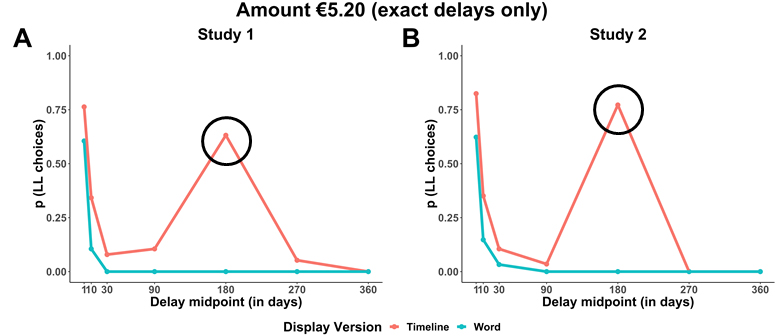 Amount €5.20 (exact delays only)
A
Study 1
p (LL choices)
1.00
0.75
0.50
0.25
0.00
110 30 90 180 270 360
Delay midpoint (in days)
B
Study 2
p (LL choices)
1.00
0.75
0.50
0.25
0.00
110 30 90 180 270 360
Delay midpoint (in days)
Display Version Timeline Word